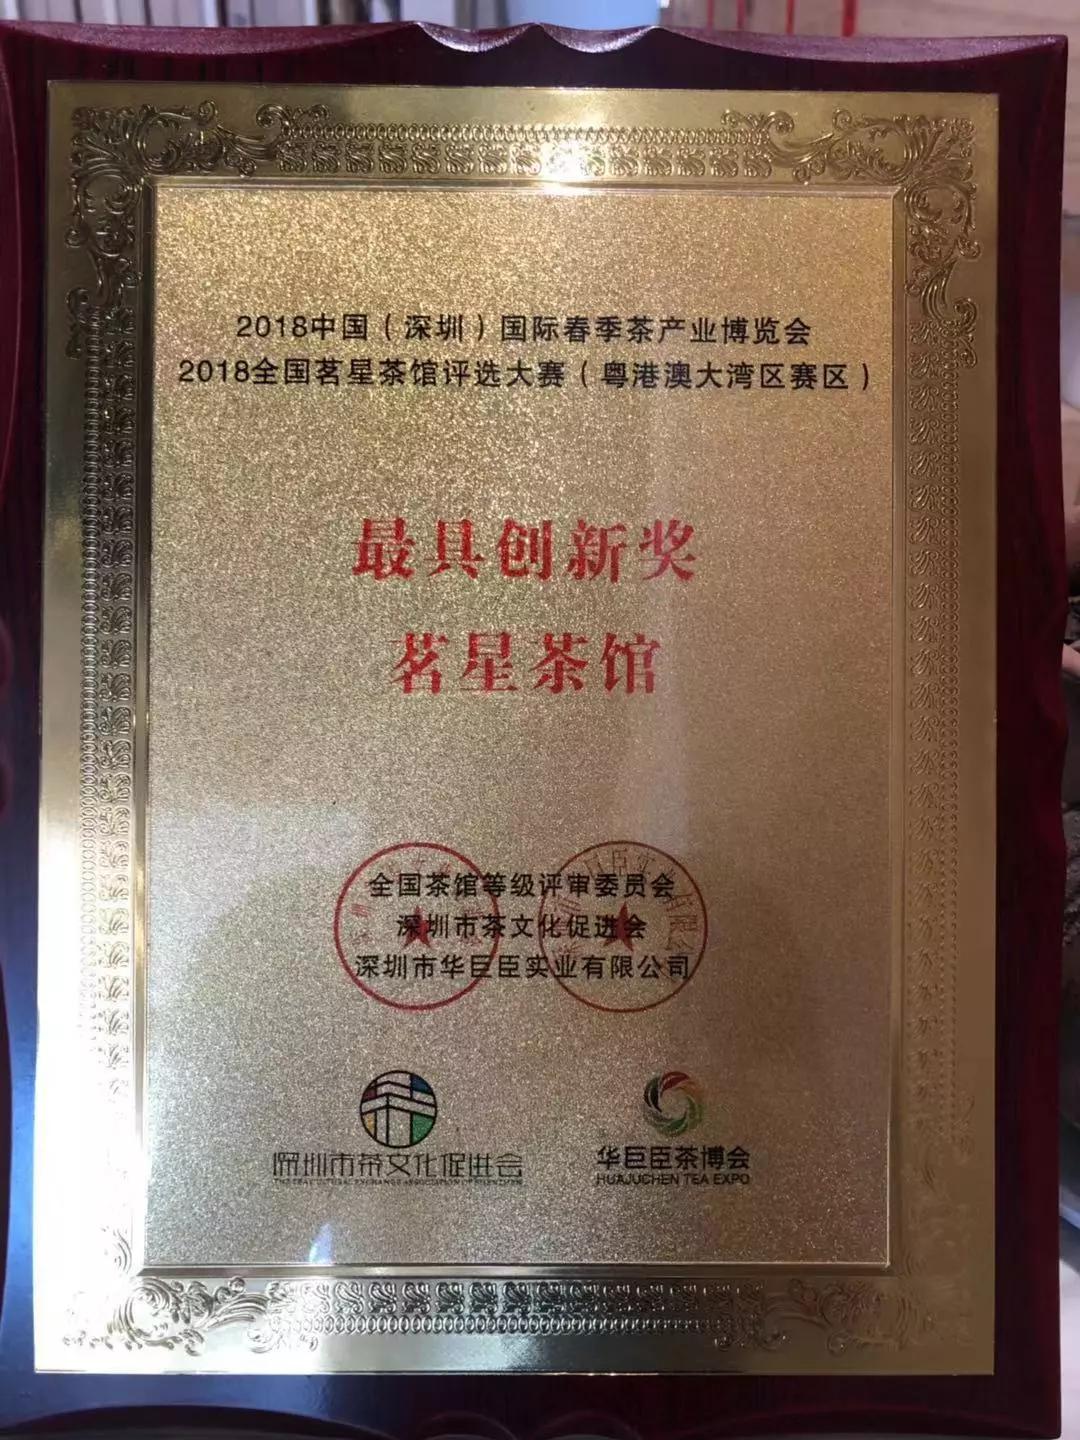 2018中国（深圳）国际春季茶产业博览会
2018全国茗星茶馆评选大赛（粤港澳大湾区赛区）
最具创新奖
茗星茶馆
全国茶馆等级评审委员会
深圳市茶文化促进会
深圳市华巨臣实业有限公司
深圳市茶文化促进会
华巨臣茶博会
HUAJUCHEN TEA EXPO